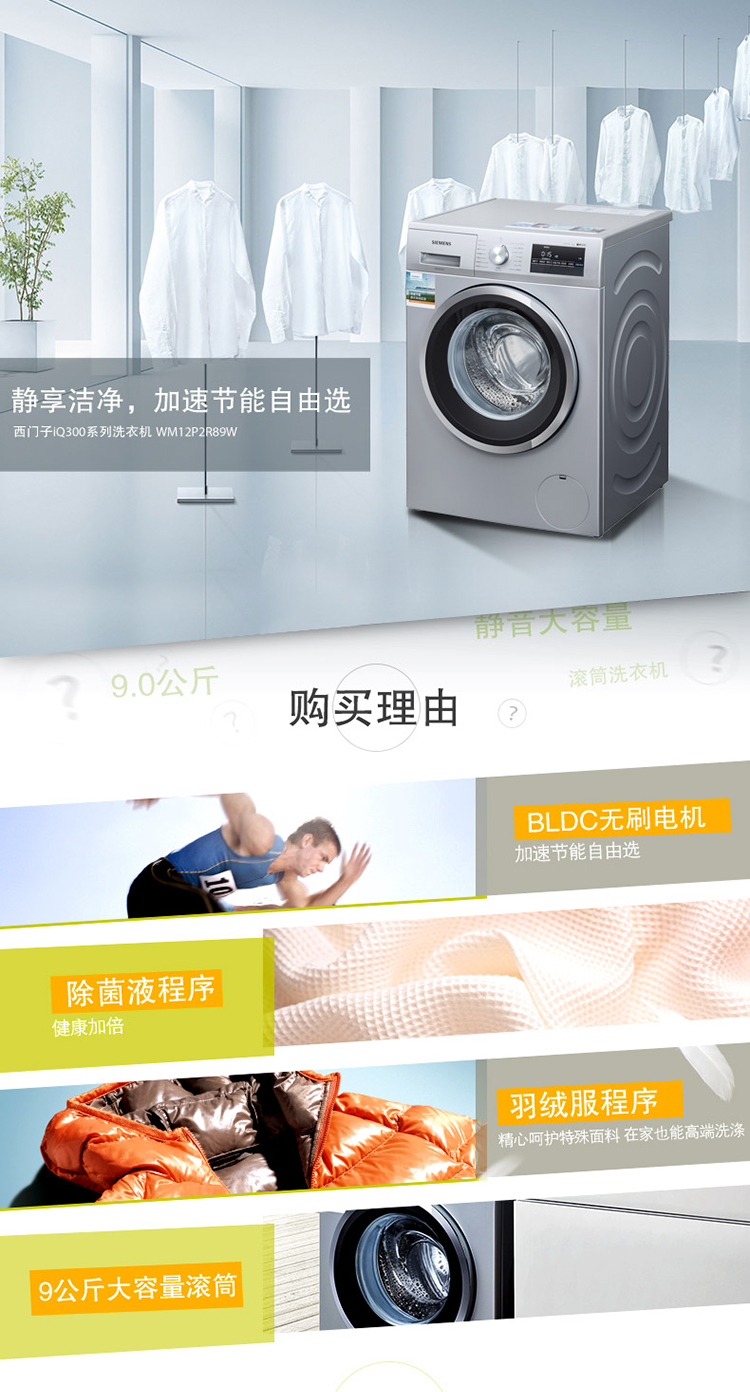 SIEMENS
静享洁净，加速节能自由选
西门子iQ300系列洗衣机 WM12P2R89W
静音大容量
9.0公斤
滚筒洗衣机
?
?
?
?
购买理由
BLDC无刷电机
加速节能自由选
10
除菌液程序
健康加倍
羽绒服程序
精心呵护特殊面料 在家也能高端洗涤
9公斤大容量滚筒